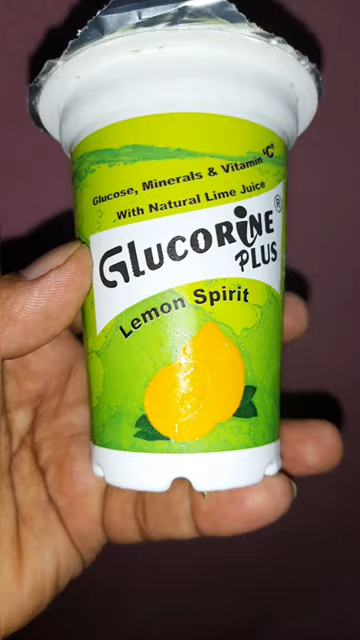 Glucose, Minerals & Vitamin 'C'
With Natural Lime Juice
GLUCORiNE®
PLUS
Lemon Spirit